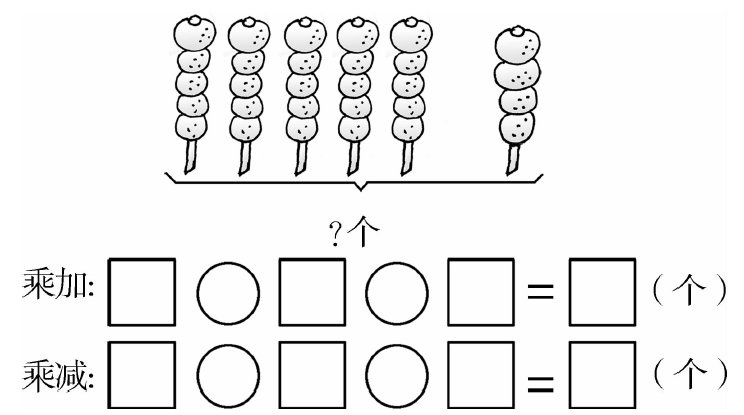 ?个
乘加: □ ○ □ ○ □ = □ (个)
乘减: □ ○ □ ○ □ = □ (个)